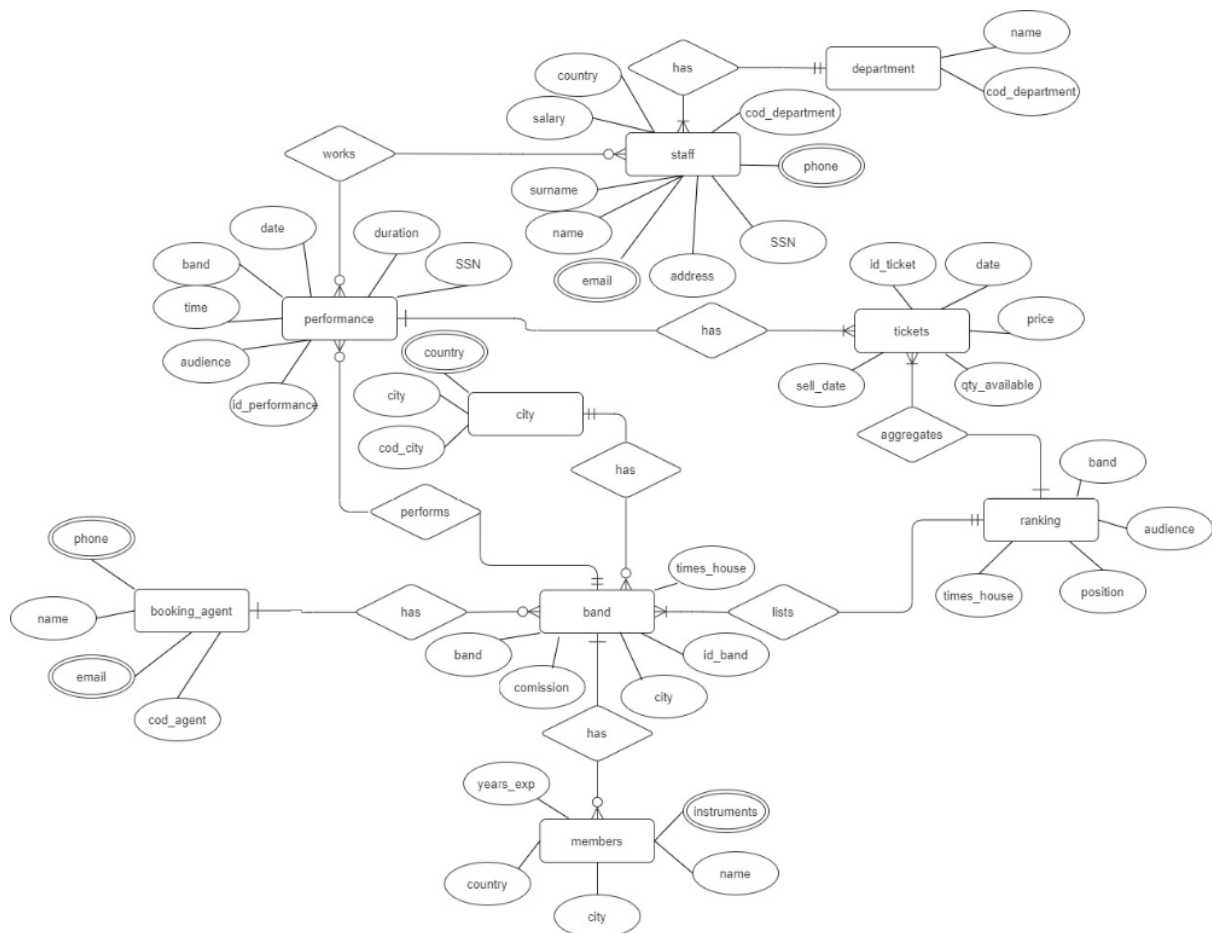 name
has
department
country
cod_department
cod_department
salary
works
staff
phone
surname
date
duration
name
SSN
band
SSN
id_ticket
date
email
address
time
performance
has
tickets
price
country
audience
sell_date
qty_available
id_performance
city
city
aggregates
cod_city
has
band
performs
ranking
audience
phone
times_house
times_house
position
name
booking_agent
has
band
lists
band
id_band
email
comission
city
cod_agent
has
years_exp
instruments
members
country
name
city